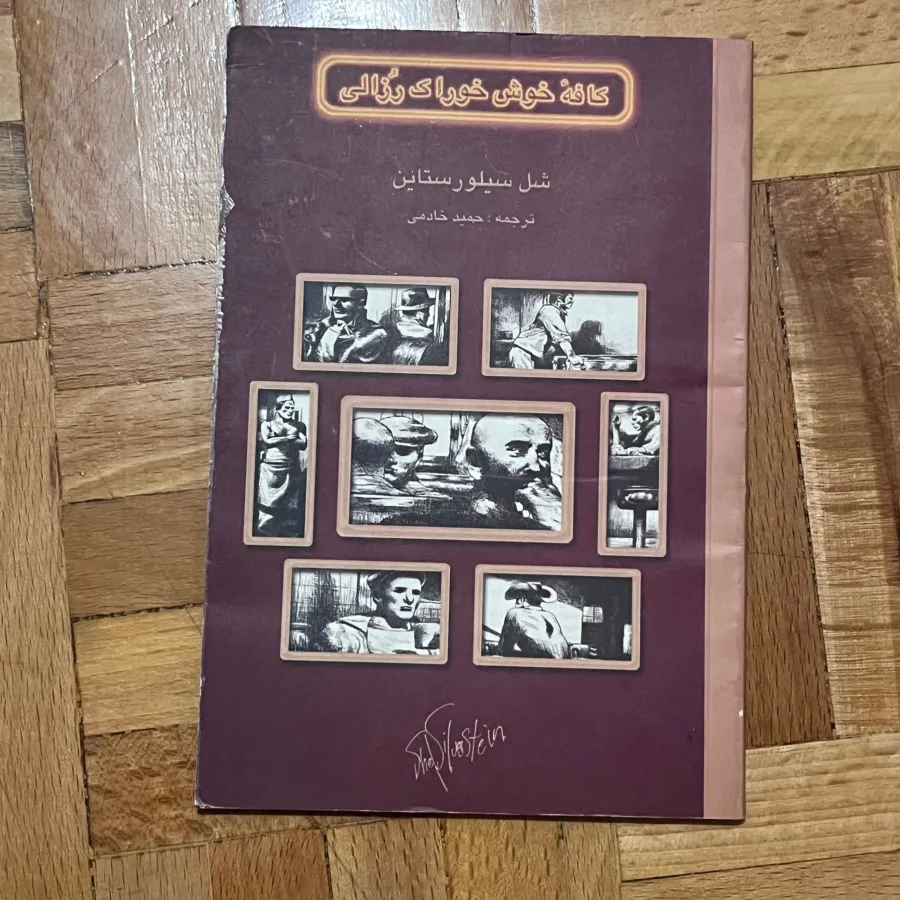 کافهٔ خوش خوراک رُزالی
شل سیلورستاین
ترجمه : حمید خادمی
Shel Silverstein